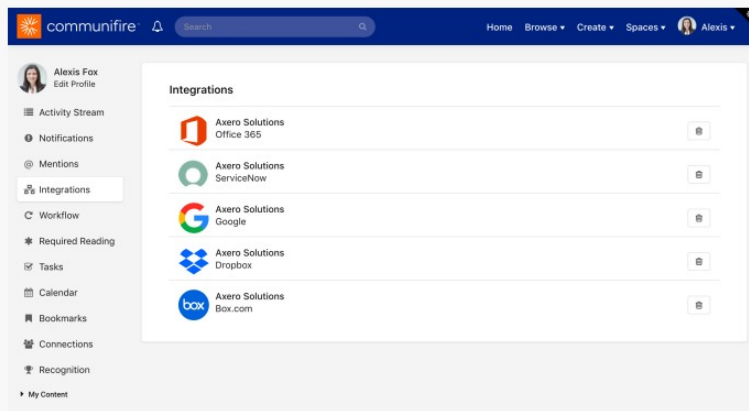 communifire
Search
Home Browse Create Spaces Alexis
Alexis Fox
Edit Profile
Activity Stream
Notifications
Mentions
Integrations
Workflow
Required Reading
Tasks
Calendar
Bookmarks
Connections
Recognition
My Content
Integrations
Axero Solutions
Office 365
Axero Solutions
ServiceNow
Axero Solutions
Google
Axero Solutions
Dropbox
box
Axero Solutions
Box.com